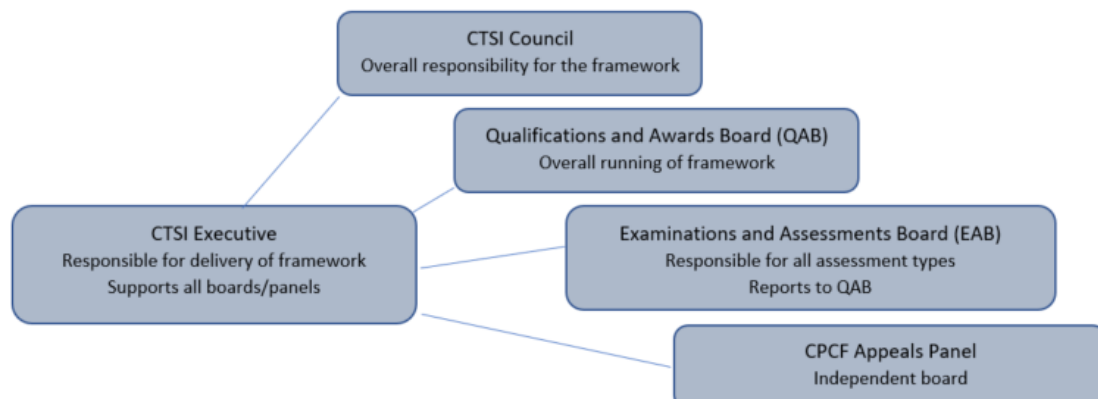 CTSI Council
Overall responsibility for the framework
Qualifications and Awards Board (QAB)
Overall running of framework
CTSI Executive
Responsible for delivery of framework
Supports all boards/panels
Examinations and Assessments Board (EAB)
Responsible for all assessment types
Reports to QAB
CPCF Appeals Panel
Independent board